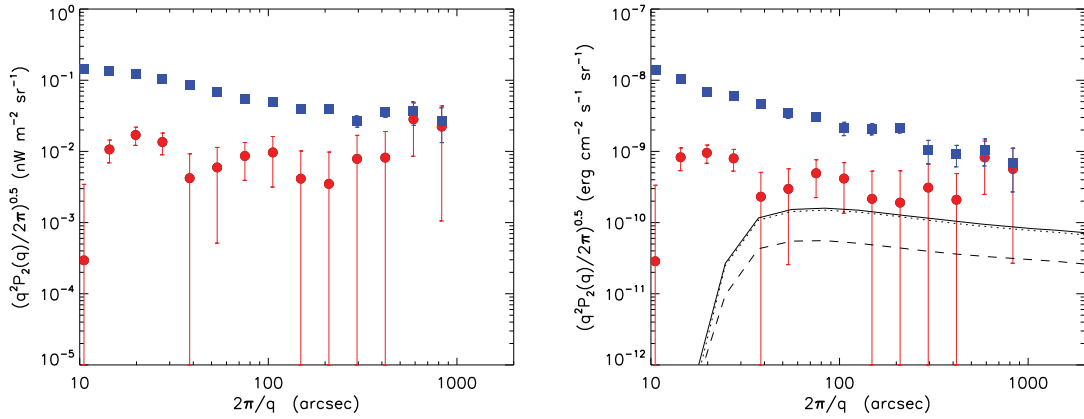 10⁰
10⁻¹
10⁻²
10⁻³
10⁻⁴
10⁻⁵
(q²P₂(q)/2π)⁰·⁵ (nW m⁻² sr⁻¹)
10 100 1000
2π/q (arcsec)
10⁻⁷
10⁻⁸
10⁻⁹
10⁻¹⁰
10⁻¹¹
10⁻¹²
(q²P₂(q)/2π)⁰·⁵ (erg cm⁻² s⁻¹ sr⁻¹)
10 100 1000
2π/q (arcsec)